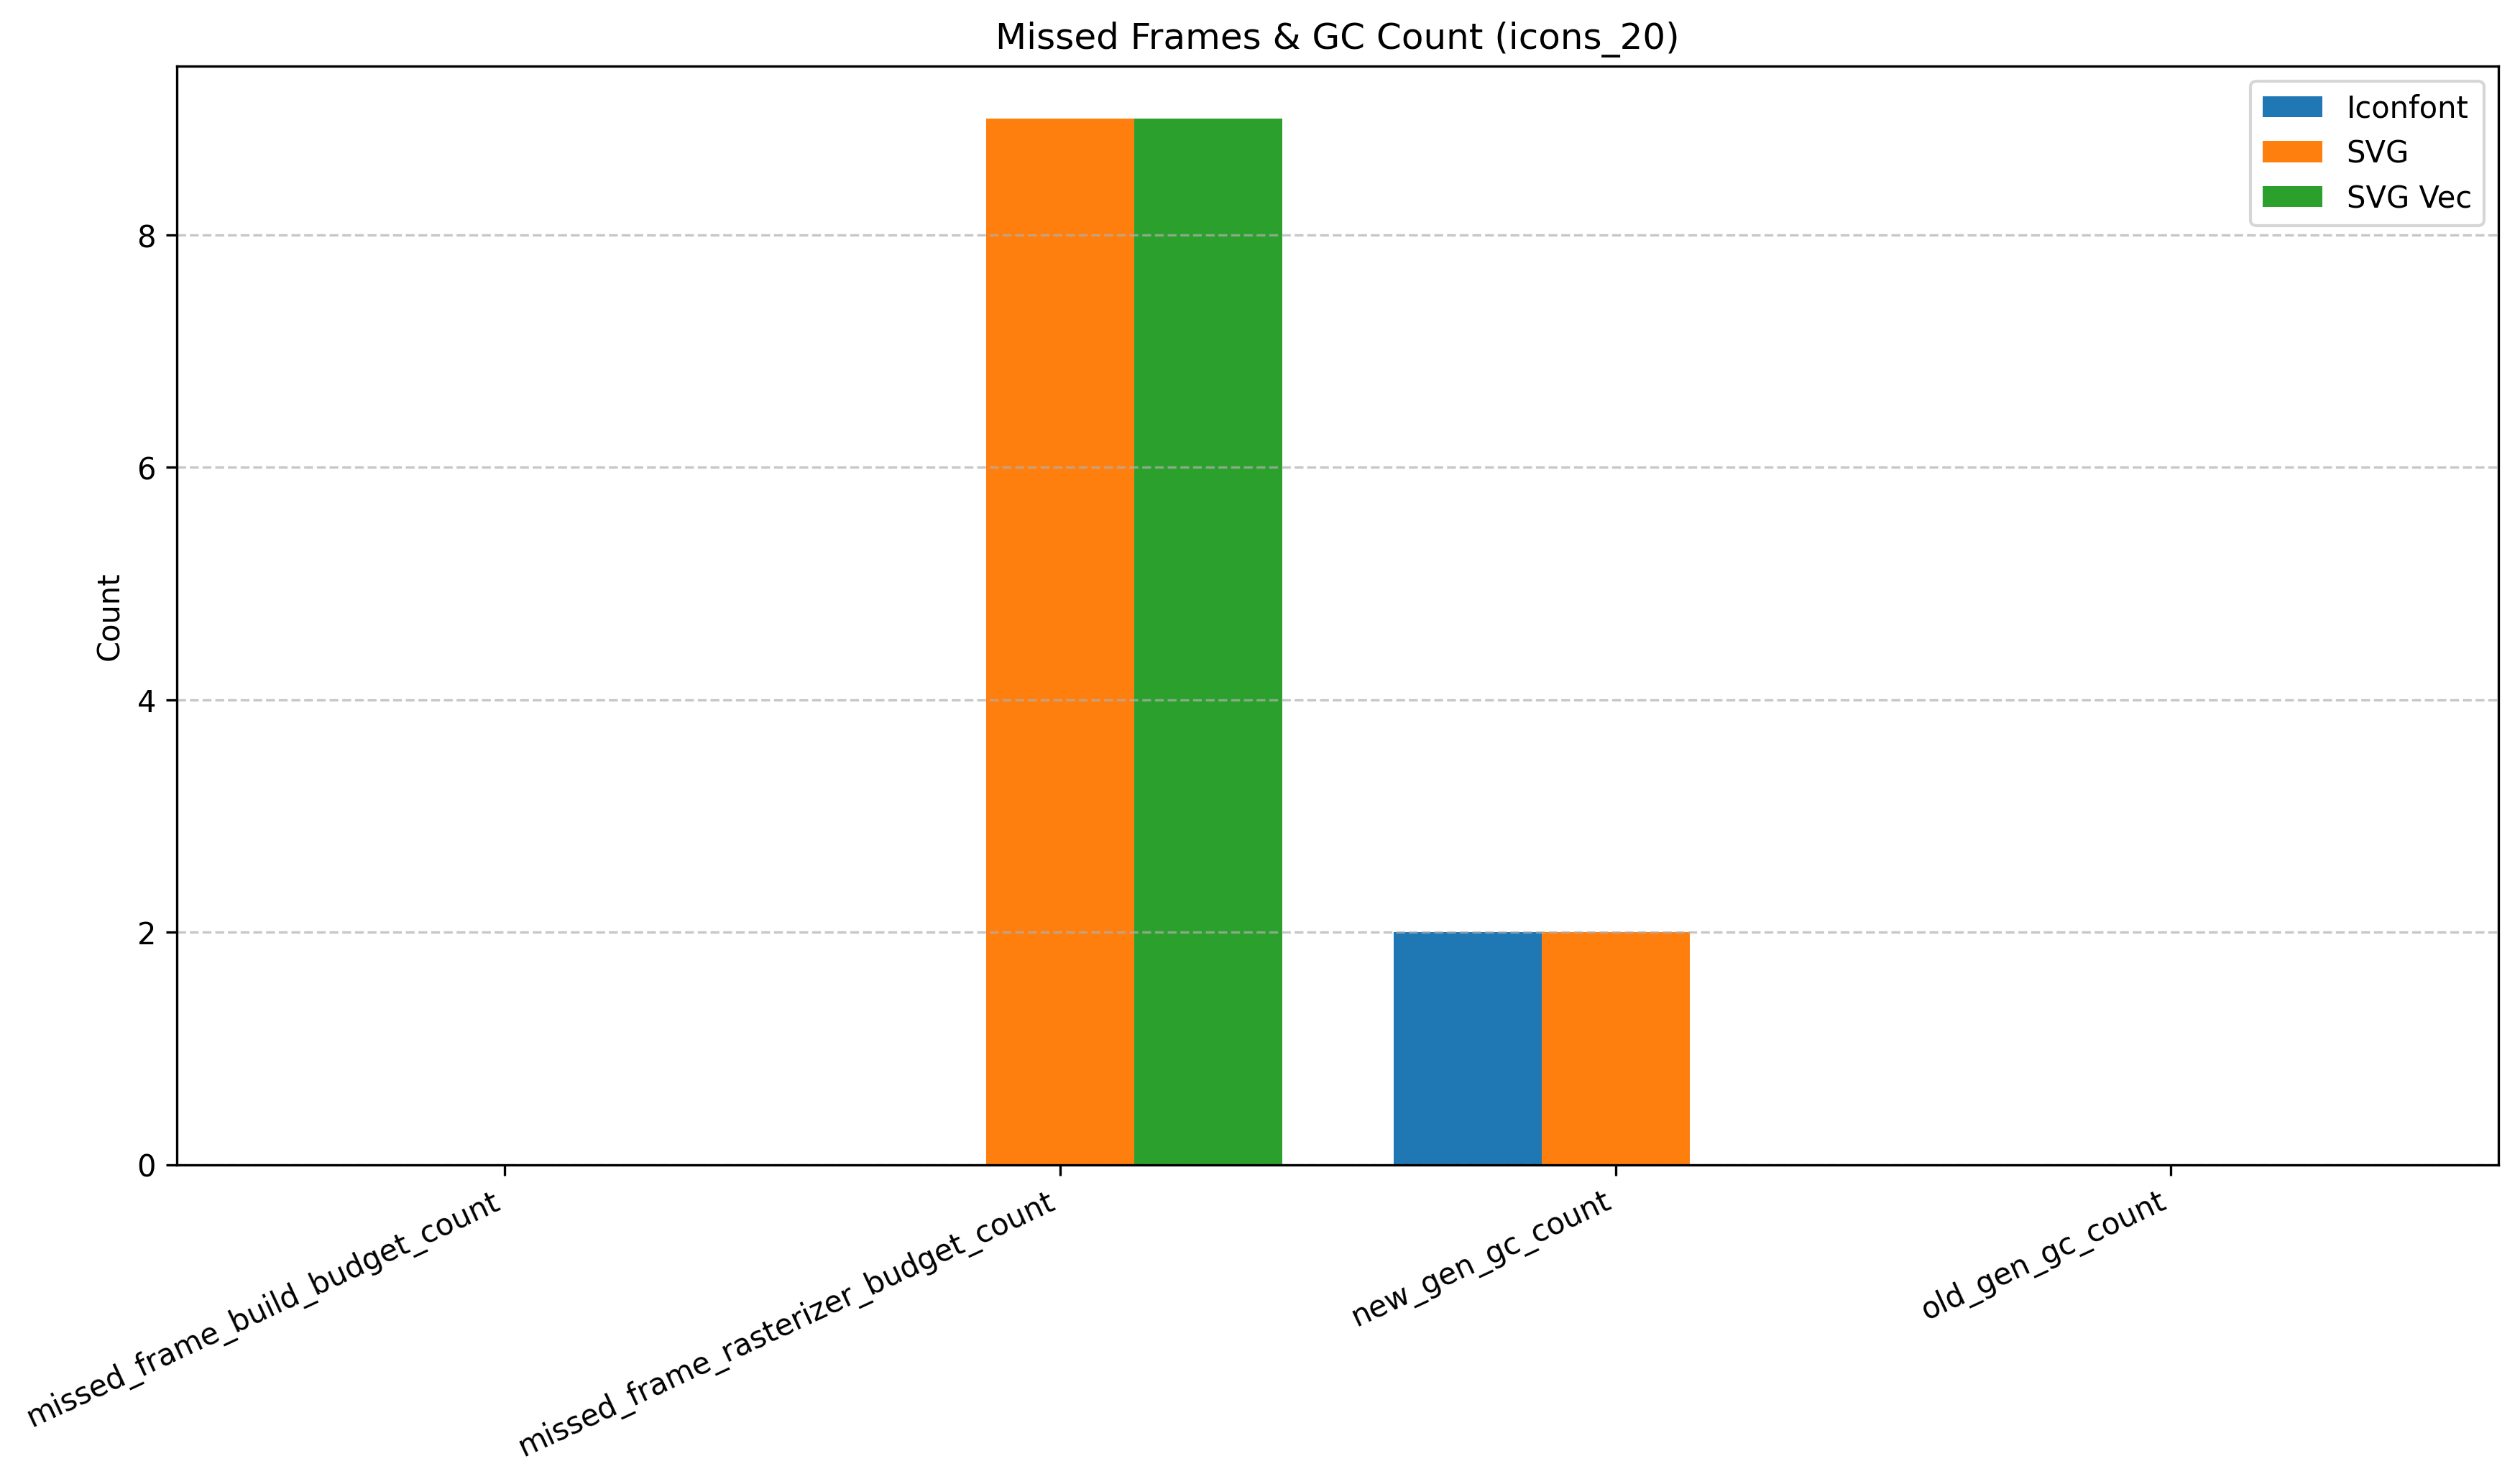 Missed Frames & GC Count (icons_20)
Iconfont
SVG
SVG Vec
Count
8
6
4
2
0
missed_frame_build_budget_count
missed_frame_rasterizer_budget_count
new_gen_gc_count
old_gen_gc_count